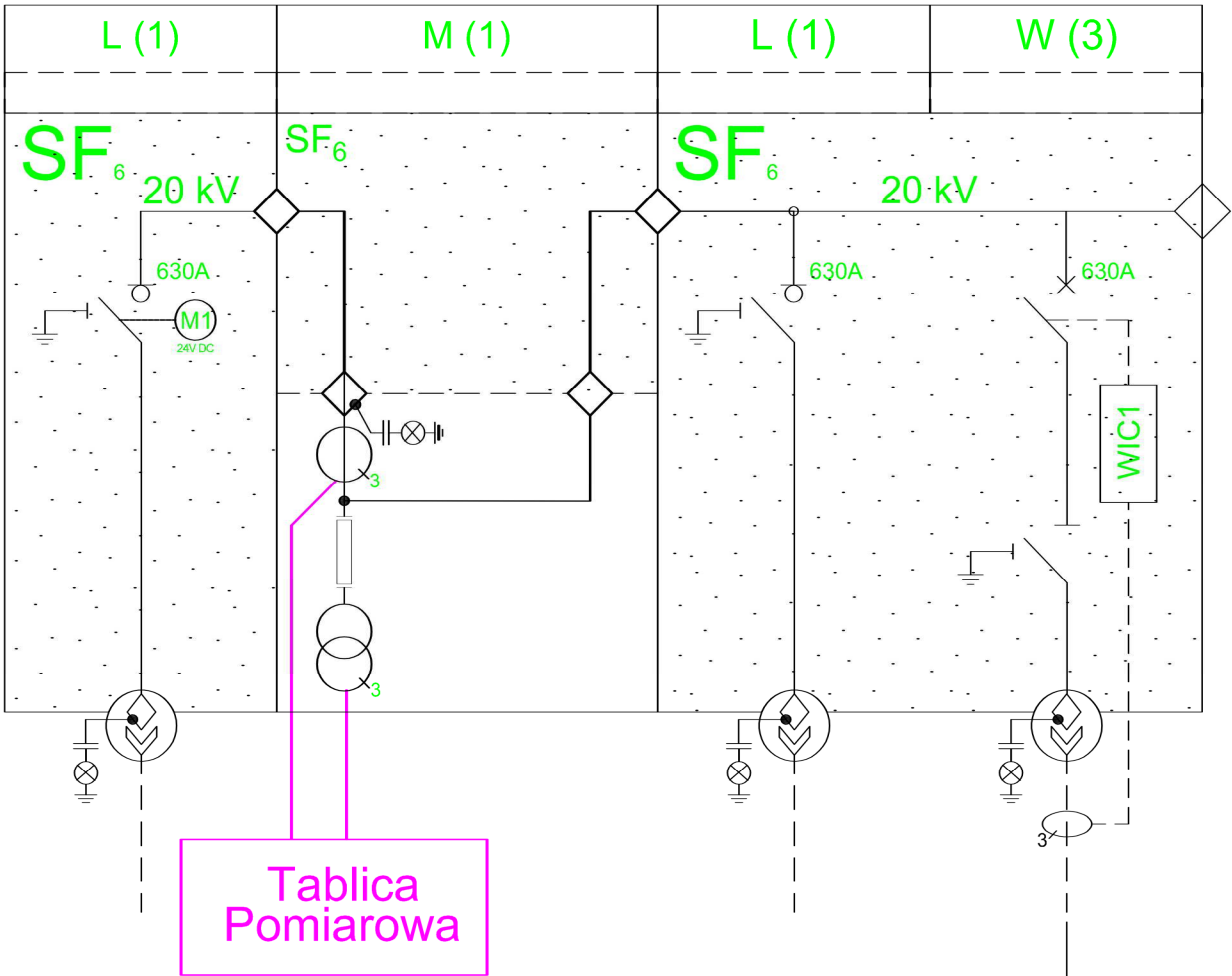 L (1)
M (1)
L (1)
W (3)
SF6
SF6
SF6
20 kV
20 kV
630A
630A
630A
M1
24V DC
WIC1
3
3
3
Tablica
Pomiarowa